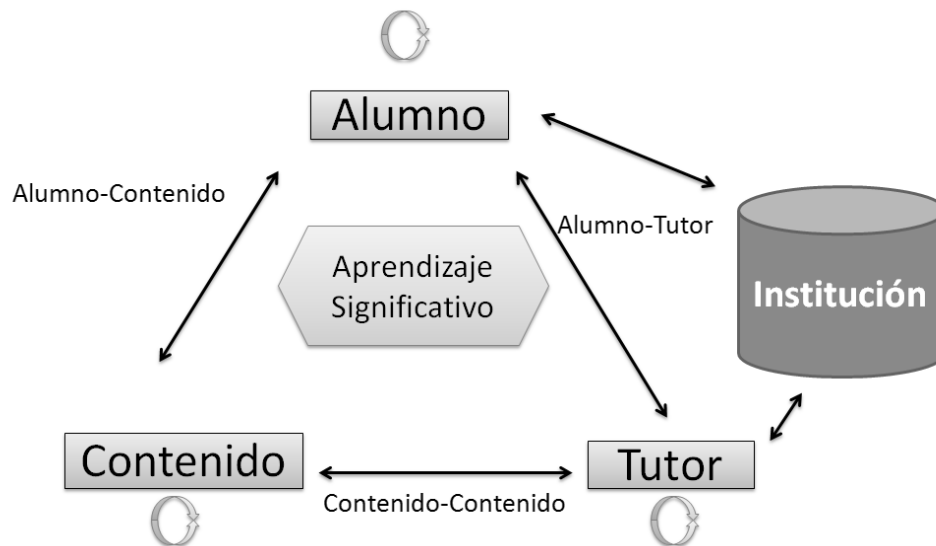 Alumno
Alumno-Contenido
Alumno-Tutor
Aprendizaje
Significativo
Institución
Contenido
Tutor
Contenido-Contenido